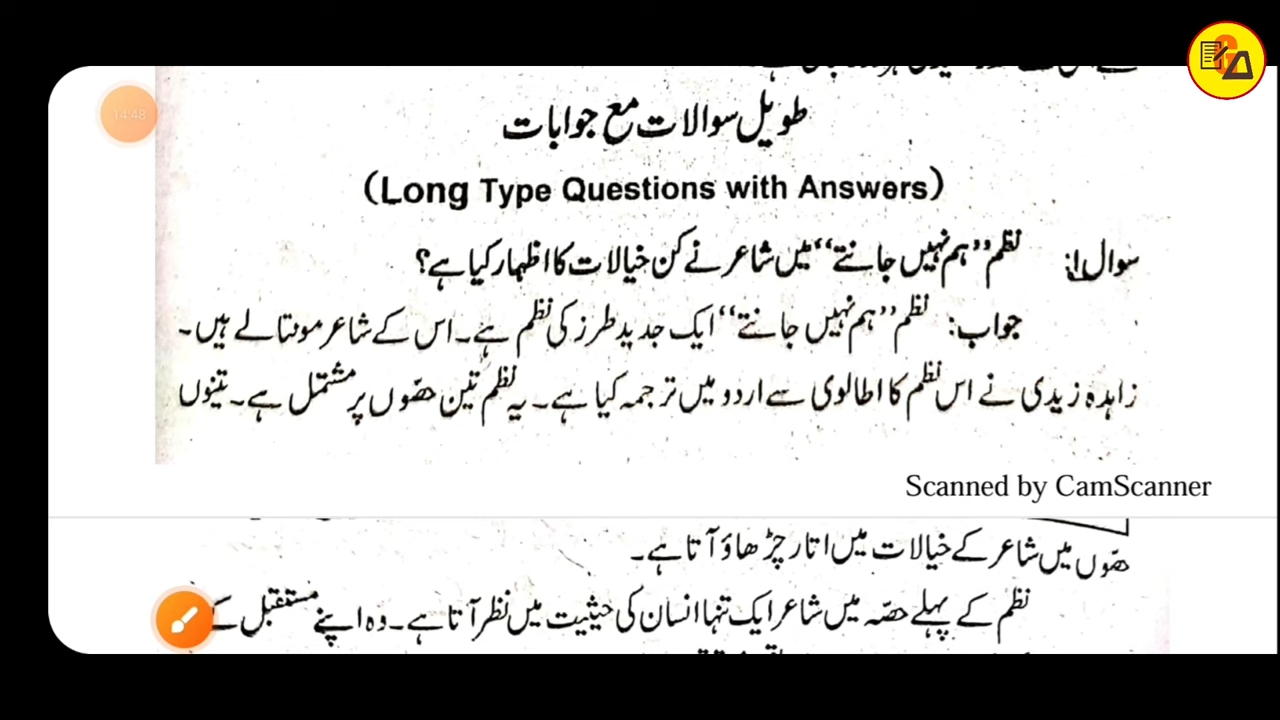 14:48
طویل سوالات مع جوابات
(Long Type Questions with Answers)
سوال ۱: نظم ’’ہم نہیں جانتے‘‘ میں شاعر نے کن خیالات کا اظہار کیا ہے؟
جواب: نظم ’’ہم نہیں جانتے‘‘ ایک جدید طرز کی نظم ہے۔ اس کے شاعر مونتالے ہیں۔
زاہدہ زیدی نے اس نظم کا اطالوی سے اردو میں ترجمہ کیا ہے۔ یہ نظم تین حصّوں پر مشتمل ہے۔ تینوں
Scanned by CamScanner
حصّوں میں شاعر کے خیالات میں اتار چڑھاؤ آتا ہے۔
نظم کے پہلے حصّہ میں شاعر ایک تنہا انسان کی حیثیت میں نظر آتا ہے۔ وہ اپنے مستقبل کے